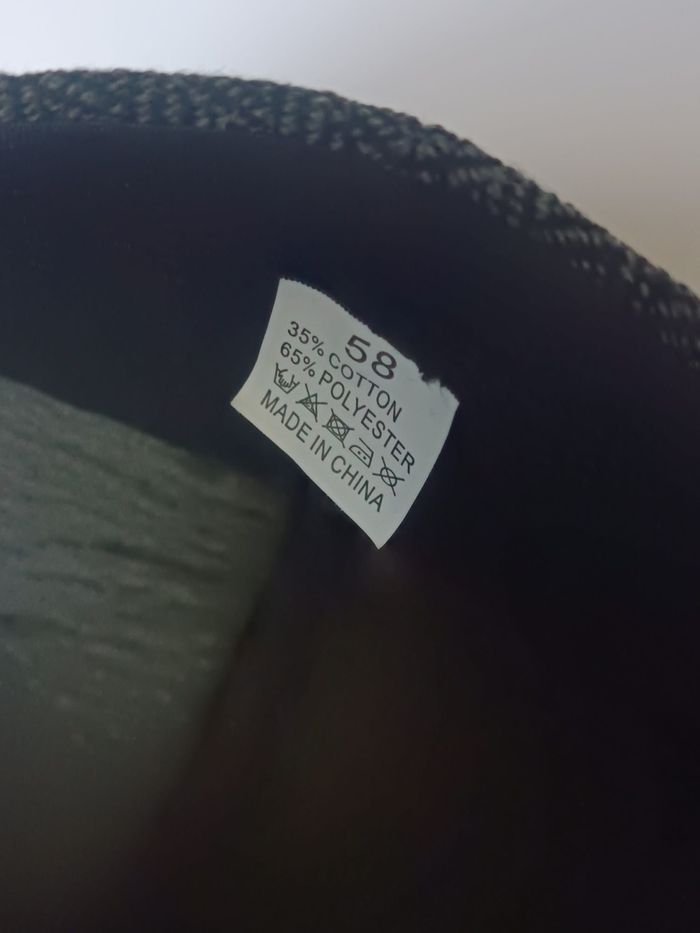 58
35% COTTON
65% POLYESTER
MADE IN CHINA